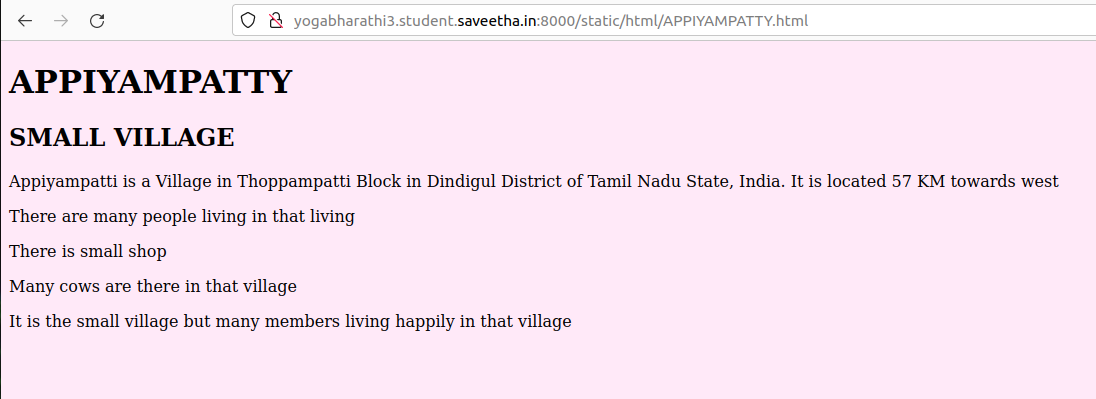 yogabharathi3.student.saveetha.in:8000/static/html/APPIYAMPATTY.html
APPIYAMPATTY
SMALL VILLAGE
Appiyampatti is a Village in Thoppampatti Block in Dindigul District of Tamil Nadu State, India. It is located 57 KM towards west
There are many people living in that living
There is small shop
Many cows are there in that village
It is the small village but many members living happily in that village